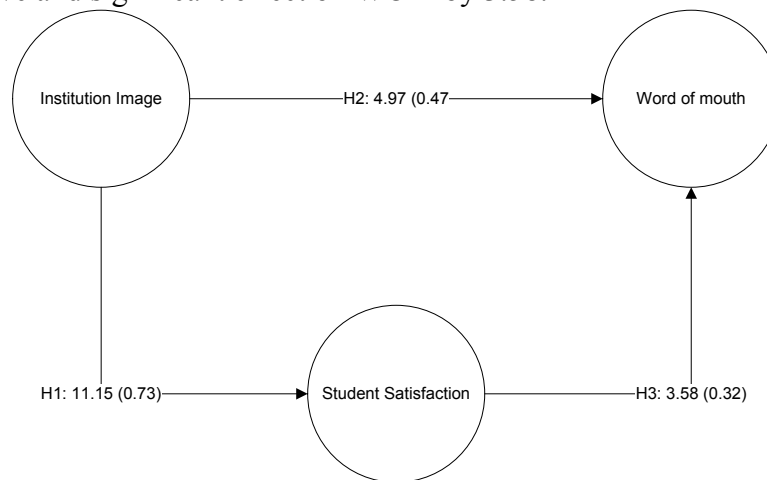 Institution Image
H2: 4.97 (0.47
Word of mouth
H1: 11.15 (0.73)
Student Satisfaction
H3: 3.58 (0.32)